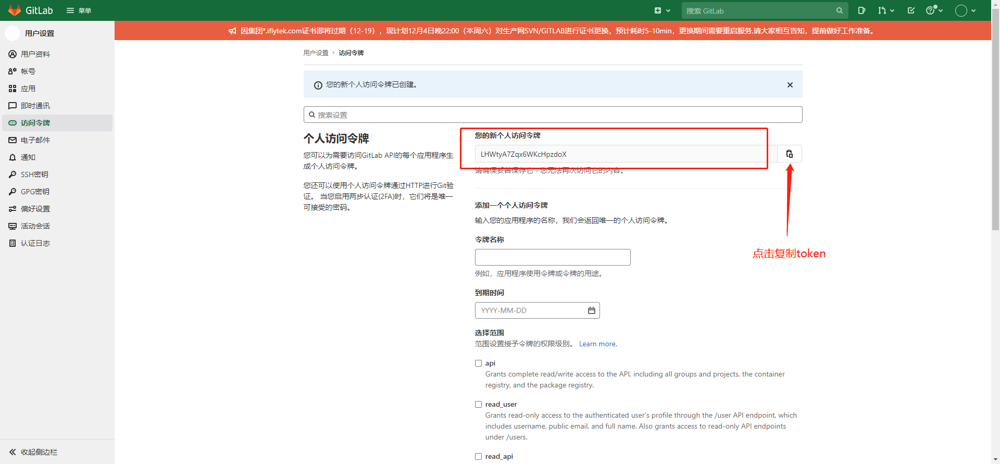 GitLab 菜单 搜索 GitLab
因集团*.iflytek.com证书即将过期（12-19），现计划12月4日晚22:00（本周六）对生产网SVN/GITLAB进行证书更换，预计耗时5-10min，更换期间需要重启服务,请大家相互告知，提前做好工作准备。
用户设置
用户资料
帐号
应用
即时通讯
访问令牌
电子邮件
通知
SSH密钥
GPG密钥
偏好设置
活动会话
认证日志
收起侧边栏
用户设置 › 访问令牌
您的新个人访问令牌已创建。
搜索设置
个人访问令牌
您可以为需要访问GitLab API的每个应用程序生
成个人访问令牌。
您还可以使用个人访问令牌通过HTTP进行Git验
证。 当您启用两步认证(2FA)时，它们将是唯一
可接受的密码。
您的新个人访问令牌
LHWtyA7Zqx6WKcHpzdoX
请确保妥善保存它 - 您无法再次访问它的内容。
点击复制token
添加一个个人访问令牌
输入您的应用程序的名称，我们会返回唯一的个人访问令牌。
令牌名称
例如，应用程序使用令牌或令牌的用途。
到期时间
YYYY-MM-DD
选择范围
范围设置授予令牌的权限级别。 Learn more.
api
Grants complete read/write access to the API, including all groups and projects, the container
registry, and the package registry.
read_user
Grants read-only access to the authenticated user's profile through the /user API endpoint, which
includes username, public email, and full name. Also grants access to read-only API endpoints
under /users.
read_api